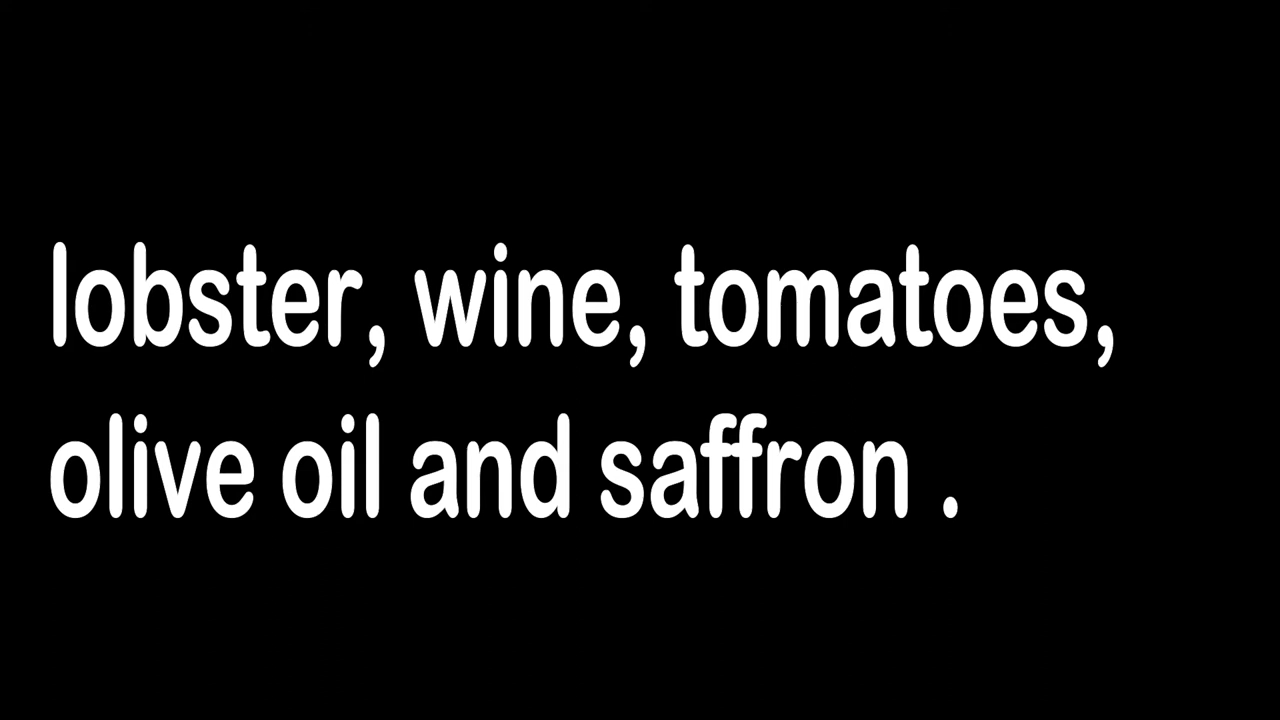 lobster, wine, tomatoes,
olive oil and saffron .